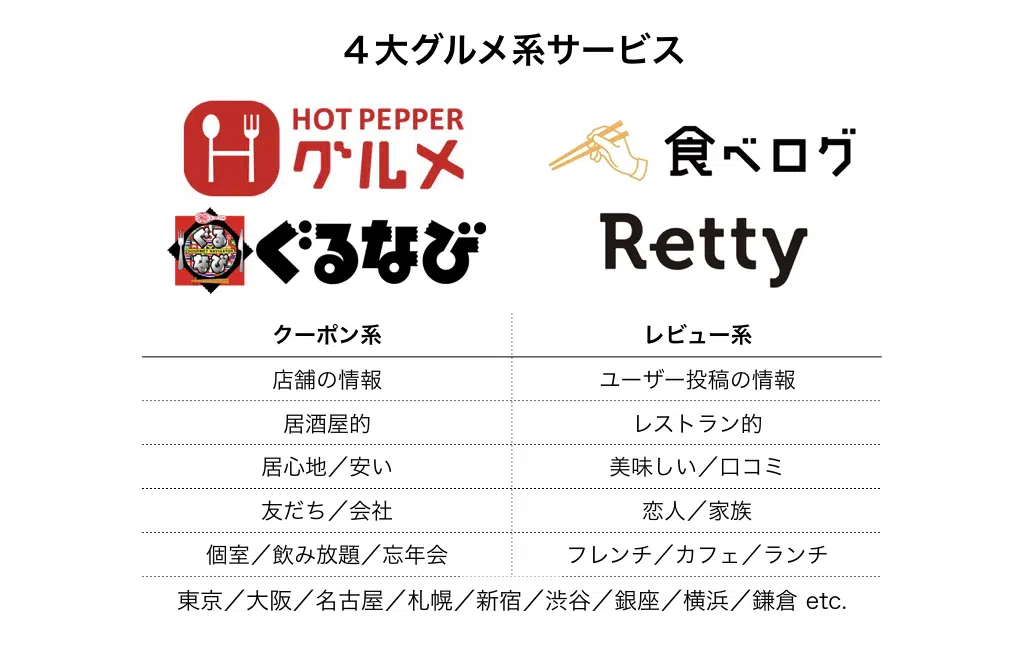 ４大グルメ系サービス
HOT PEPPER
グルメ
食べログ
ぐるなび
GOURMET NAVIGATOR
ぐるなび
Retty
クーポン系 レビュー系
店舗の情報 ユーザー投稿の情報
居酒屋的 レストラン的
居心地／安い 美味しい／口コミ
友だち／会社 恋人／家族
個室／飲み放題／忘年会 フレンチ／カフェ／ランチ
東京／大阪／名古屋／札幌／新宿／渋谷／銀座／横浜／鎌倉 etc.